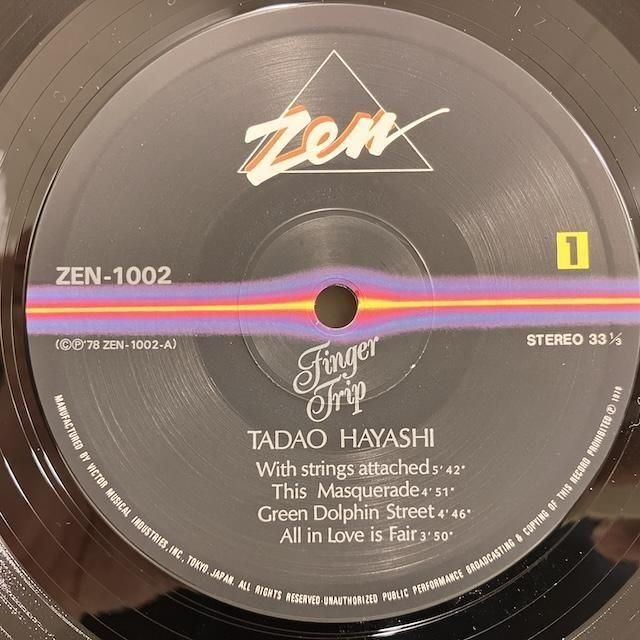 Zen
1
ZEN-1002
(ⒸⓅ'78 ZEN-1002-A)
STEREO 33⅓
Finger
Trip
TADAO HAYASHI
With strings attached 5'42"
This Masquerade 4'51"
Green Dolphin Street 4'46"
All in Love is Fair 3'50"
MANUFACTURED BY VICTOR MUSICAL INDUSTRIES, INC. TOKYO, JAPAN. ALL RIGHTS RESERVED·UNAUTHORIZED PUBLIC PERFORMANCE BROADCASTING & COPYING OF THIS RECORD PROHIBITED Ⓟ 1978